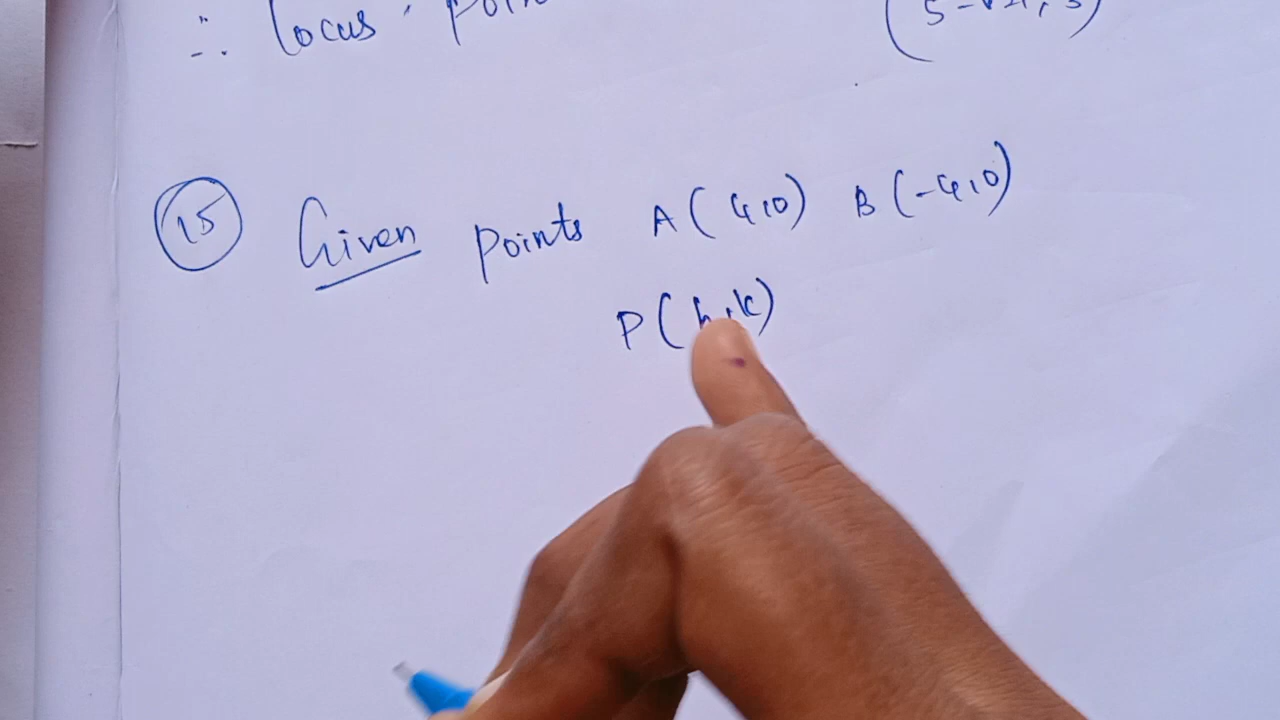 ∴ locus
15 Given points A(4,0) B(-4,0)
P(h,k)